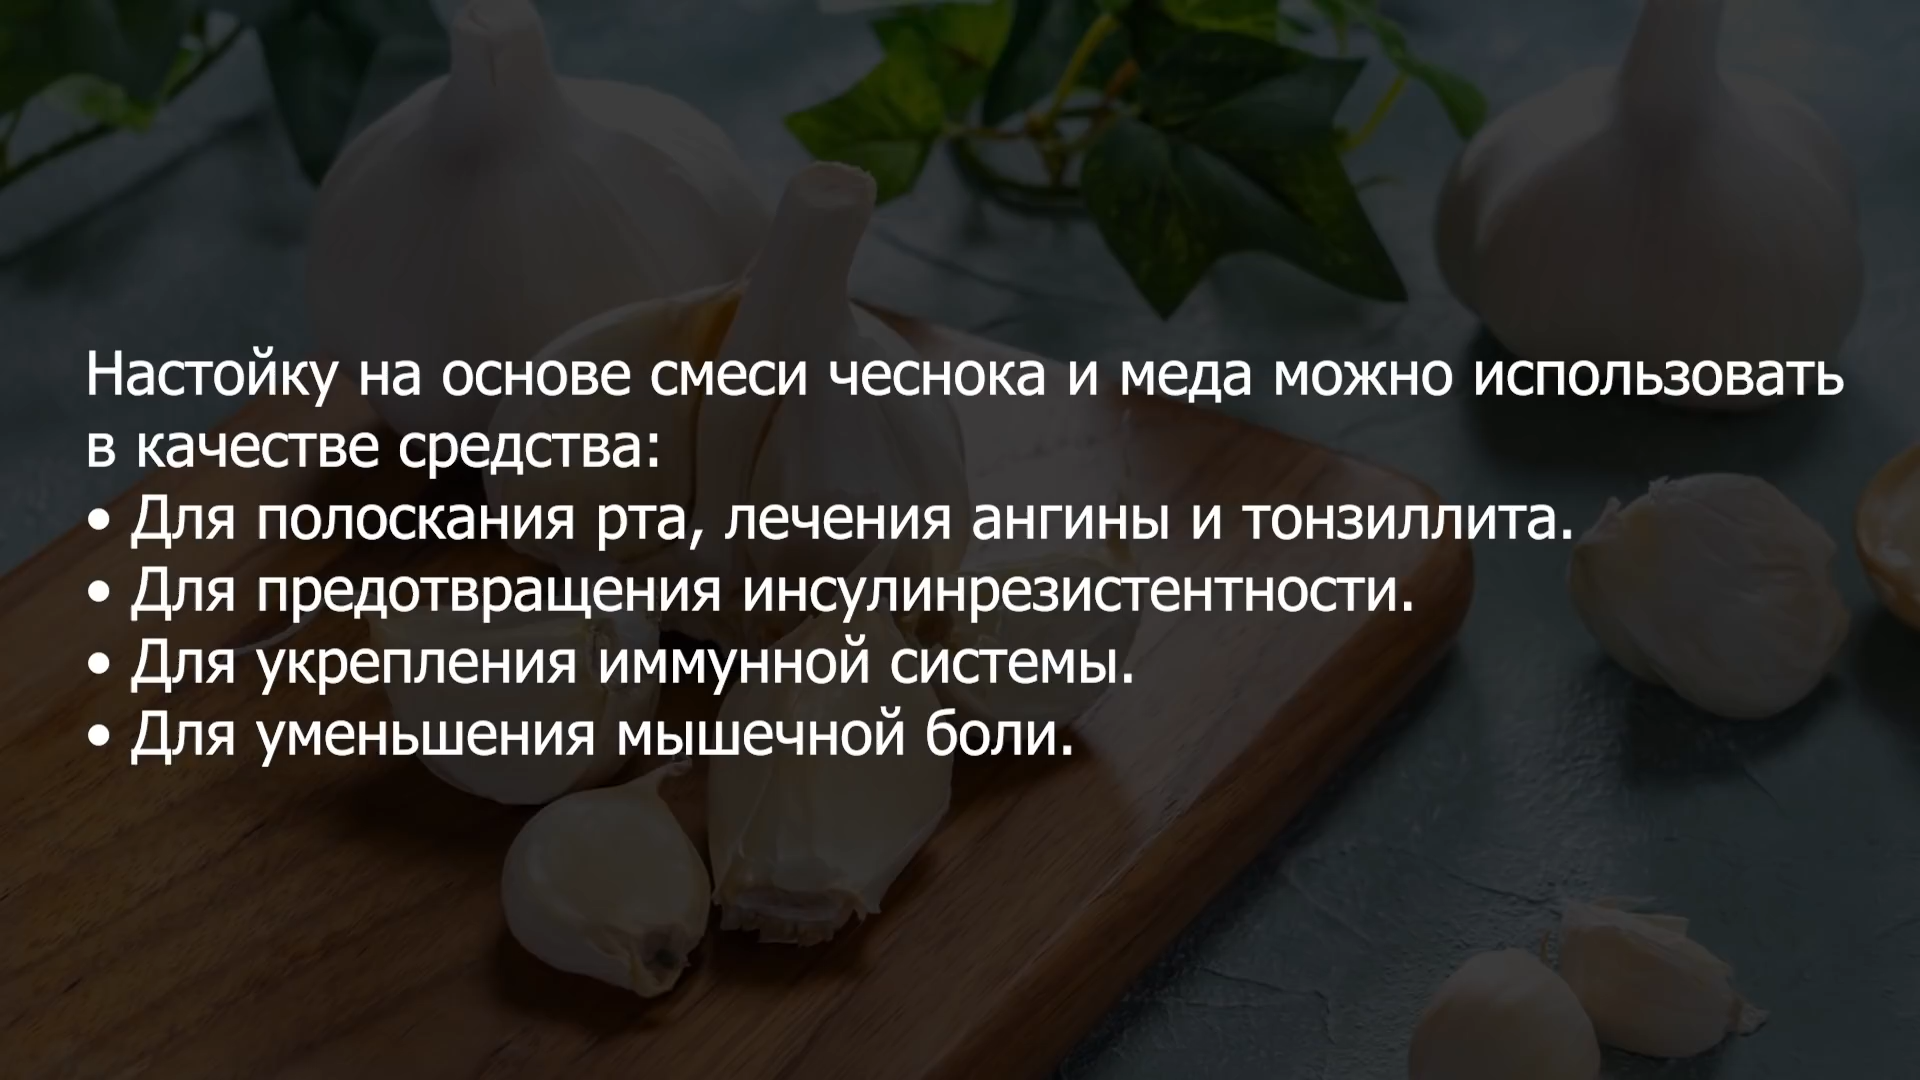 Настойку на основе смеси чеснока и меда можно использовать
в качестве средства:
• Для полоскания рта, лечения ангины и тонзиллита.
• Для предотвращения инсулинрезистентности.
• Для укрепления иммунной системы.
• Для уменьшения мышечной боли.